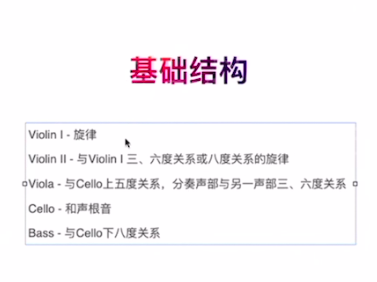 基础结构
Violin I - 旋律
Violin II - 与Violin I 三、六度关系或八度关系的旋律
Viola - 与Cello上五度关系，分奏声部与另一声部三、六度关系
Cello - 和声根音
Bass - 与Cello下八度关系